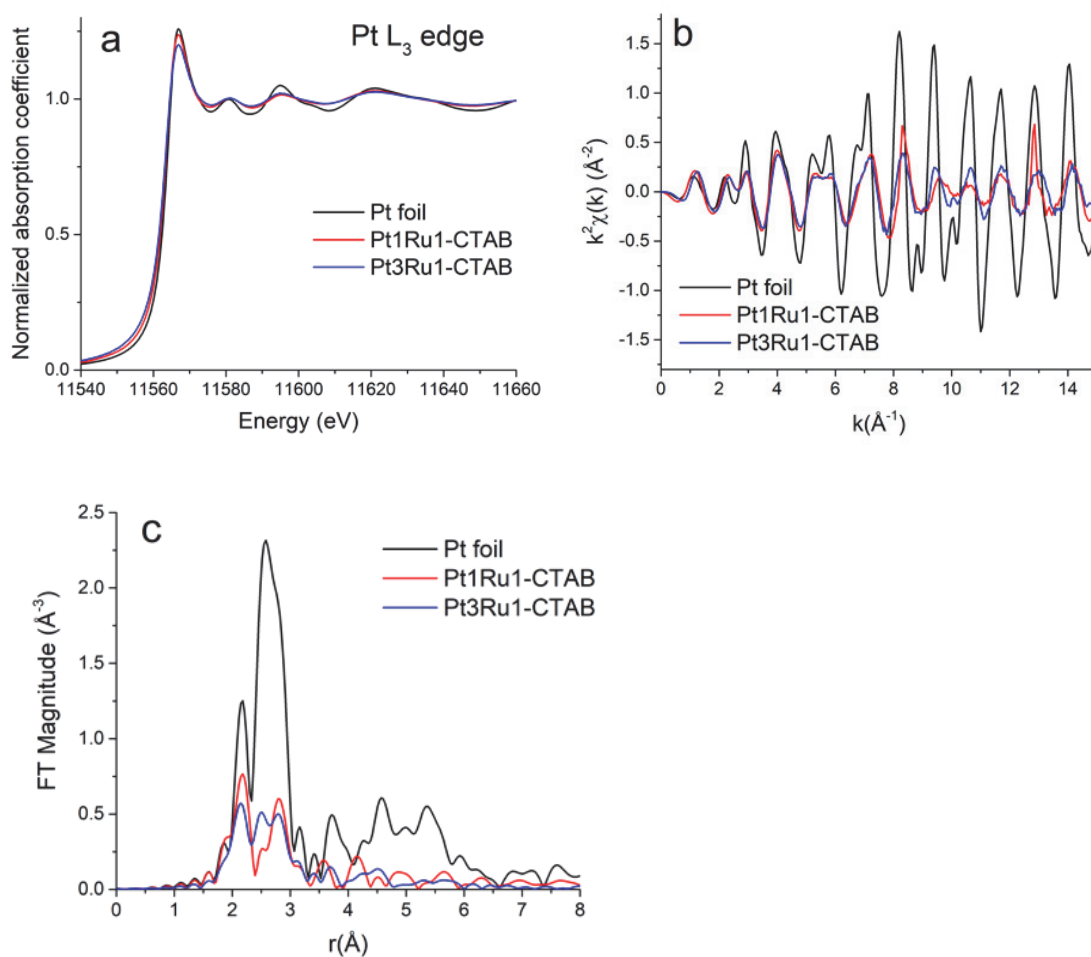 a
Pt L3 edge
Normalized absorption coefficient
1.0
0.5
0.0
Pt foil
Pt1Ru1-CTAB
Pt3Ru1-CTAB
11540 11560 11580 11600 11620 11640 11660
Energy (eV)
b
k²χ(k) (Å⁻²)
1.5
1.0
0.5
0.0
-0.5
-1.0
-1.5
Pt foil
Pt1Ru1-CTAB
Pt3Ru1-CTAB
0 2 4 6 8 10 12 14
k(Å⁻¹)
c
FT Magnitude (Å⁻³)
2.5
2.0
1.5
1.0
0.5
0.0
Pt foil
Pt1Ru1-CTAB
Pt3Ru1-CTAB
0 1 2 3 4 5 6 7 8
r(Å)